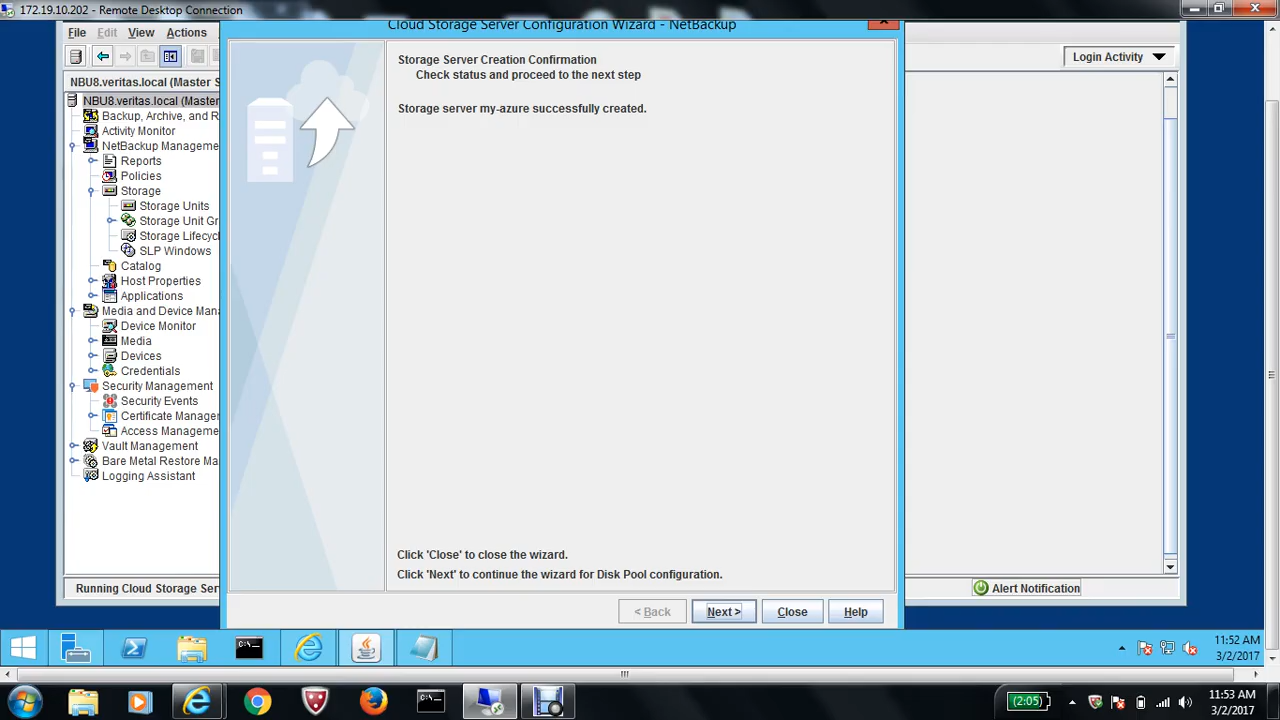 172.19.10.202 - Remote Desktop Connection
Cloud Storage Server Configuration Wizard - NetBackup
File Edit View Actions
Login Activity
NBU8.veritas.local (Master S
NBU8.veritas.local (Master
Backup, Archive, and R
Activity Monitor
NetBackup Manageme
Reports
Policies
Storage
Storage Units
Storage Unit Gr
Storage Lifecyc
SLP Windows
Catalog
Host Properties
Applications
Media and Device Man
Device Monitor
Media
Devices
Credentials
Security Management
Security Events
Certificate Manager
Access Manageme
Vault Management
Bare Metal Restore Ma
Logging Assistant
Storage Server Creation Confirmation
Check status and proceed to the next step
Storage server my-azure successfully created.
Click 'Close' to close the wizard.
Click 'Next' to continue the wizard for Disk Pool configuration.
< Back Next > Close Help
Running Cloud Storage Ser
Alert Notification
11:52 AM
3/2/2017
(2:05)
11:53 AM
3/2/2017